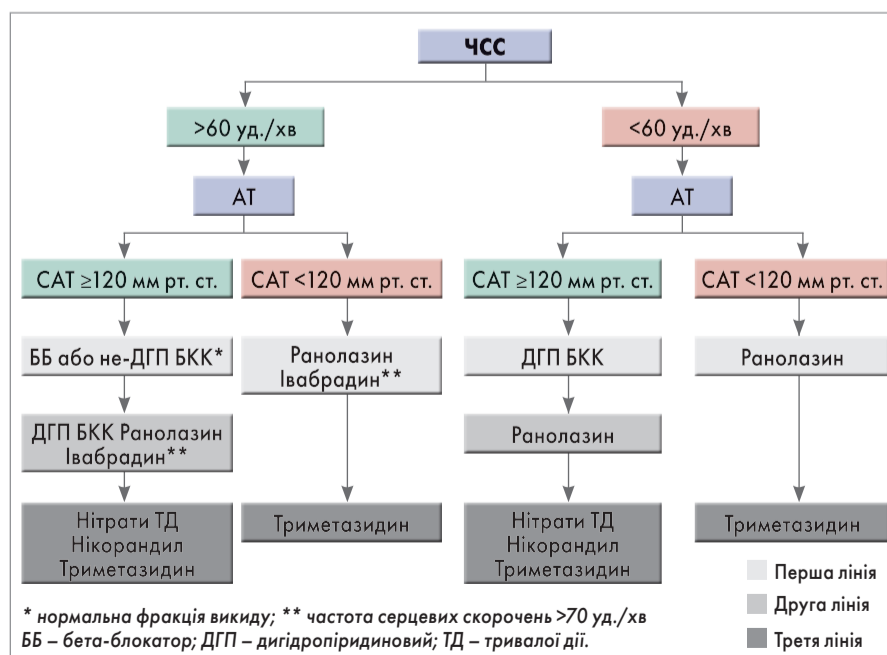 ЧСС
>60 уд./хв
<60 уд./хв
АТ
АТ
САТ ≥120 мм рт. ст.
САТ <120 мм рт. ст.
САТ ≥120 мм рт. ст.
САТ <120 мм рт. ст.
ББ або не-ДГП БКК*
Ранолазин
Івабрадин**
ДГП БКК
Ранолазин
ДГП БКК Ранолазин
Івабрадин**
Ранолазин
Нітрати ТД
Нікорандил
Триметазидин
Триметазидин
Нітрати ТД
Нікорандил
Триметазидин
Триметазидин
Перша лінія
Друга лінія
Третя лінія
* нормальна фракція викиду; ** частота серцевих скорочень >70 уд./хв
ББ – бета-блокатор; ДГП – дигідропіридиновий; ТД – тривалої дії.